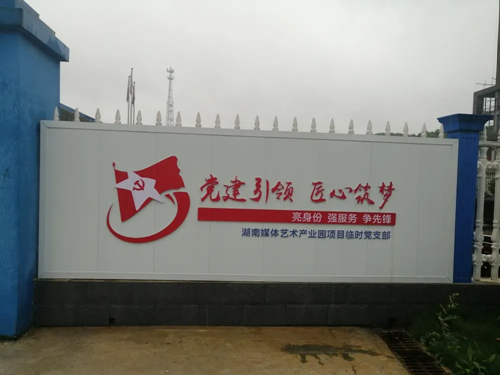 党建引领 匠心筑梦
亮身份 强服务 争先锋
湖南媒体艺术产业园项目临时党支部